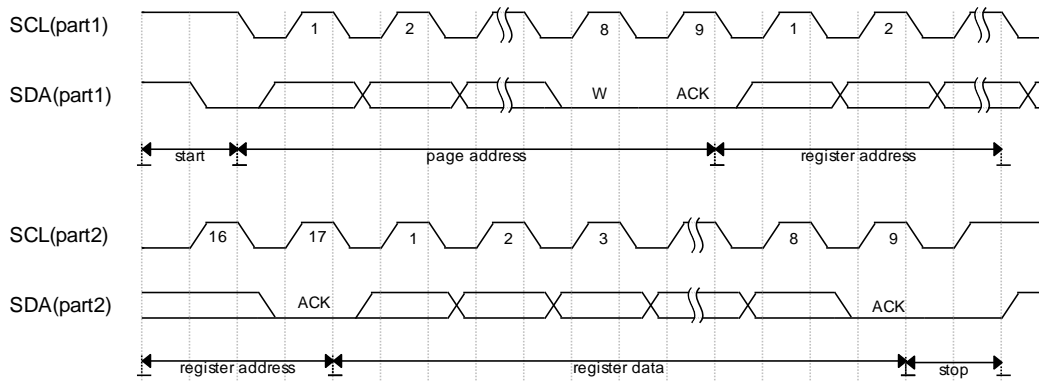 SCL(part1) 1 2 8 9 1 2
SDA(part1) W ACK
start page address register address
SCL(part2) 16 17 1 2 3 8 9
SDA(part2) ACK ACK
register address register data stop